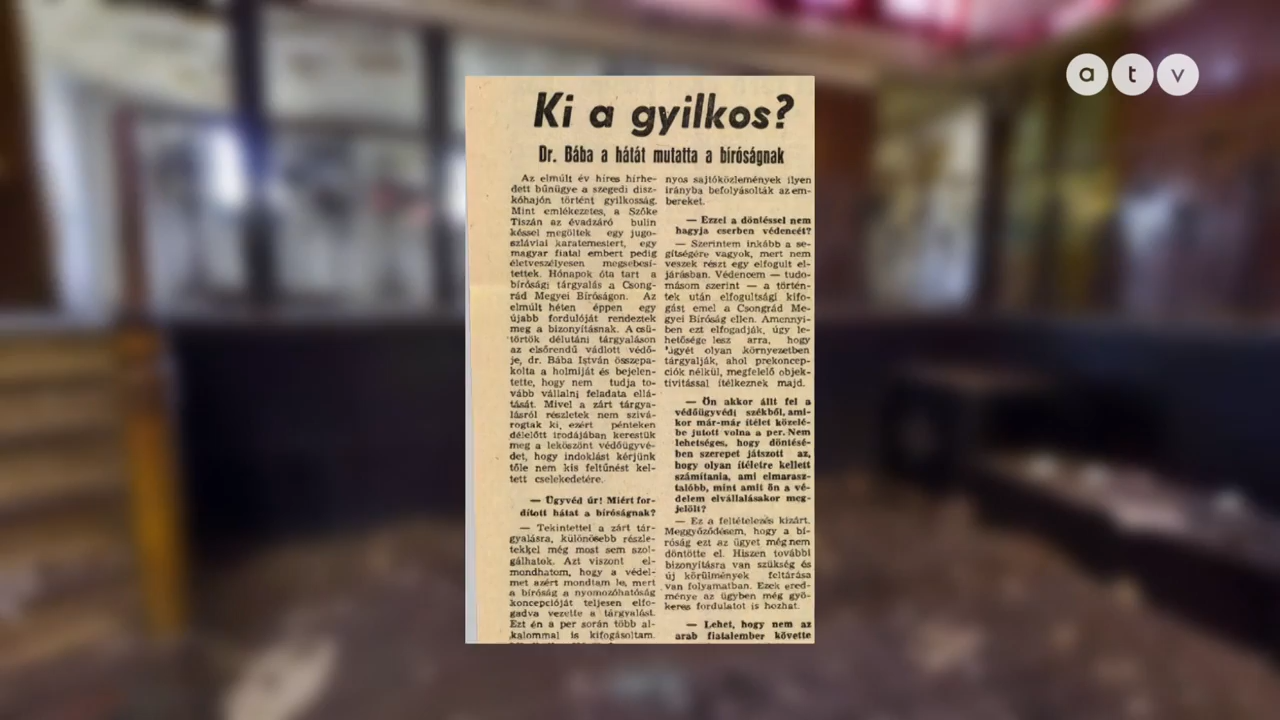 atv
Ki a gyilkos?
Dr. Bába a hátát mutatta a bíróságnak
Az elmúlt év híres hírhe-
dett bűnügye a szegedi disz-
kóhajón történt gyilkosság.
Mint emlékezetes, a Szőke
Tiszán az évadzáró bulin
késsel megöltek egy jugo-
szláviai karatemestert, egy
magyar fiatal embert pedig
életveszélyesen megsebesí-
tettek. Hónapok óta tart a
bírósági tárgyalás a Csong-
rád Megyei Bíróságon. Az
elmúlt héten éppen egy
újabb fordulóját rendezték
meg a bizonyításnak. A csü-
törtök délutáni tárgyaláson
az elsőrendű vádlott védő-
je, dr. Bába István összepa-
kolta a holmiját és bejelen-
tette, hogy nem tudja to-
vább vállalni feladata ellá-
tását. Mivel a zárt tárgya-
lásról részletek nem szivá-
rogtak ki, ezért pénteken
délelőtt irodájában kerestük
meg a leköszönt védőügyvé-
det, hogy indoklást kérjünk
tőle nem kis feltűnést kel-
tett cselekedetére.
— Ügyvéd úr! Miért for-
dított hátat a bíróságnak?
— Tekintettel a zárt tár-
gyalásra, különösebb részle-
tekkel még most sem szol-
gálhatok. Azt viszont el-
mondhatom, hogy a védel-
met azért mondtam le, mert
a bíróság a nyomozóhatóság
koncepcióját teljesen elfo-
gadva vezette a tárgyalást.
Ezt én a per során több al-
kalommal is kifogásoltam.
nyos sajtóközlemények ilyen
irányba befolyásolták az em-
bereket.
— Ezzel a döntéssel nem
hagyja cserben védencét?
— Szerintem inkább a se-
gítségére vagyok, mert nem
veszek részt egy elfogult el-
járásban. Védencem — tudo-
másom szerint — a történ-
tek után elfogultsági kifo-
gást emel a Csongrád Me-
gyei Bíróság ellen. Amennyi-
ben ezt elfogadják, úgy le-
hetősége lesz arra, hogy
ügyét olyan környezetben
tárgyalják, ahol prekoncep-
ciók nélkül, megfelelő objek-
tivitással ítélkeznek majd.
— Ön akkor állt fel a
védőügyvédi székből, ami-
kor már-már ítélet közelé-
be jutott volna a per. Nem
lehetséges, hogy döntésé-
ben szerepet játszott az,
hogy olyan ítéletre kellett
számítania, ami elmarasz-
talóbb, mint amit ön a vé-
delem elvállalásakor meg-
jelölt?
— Ez a feltételezés kizárt.
Meggyőződésem, hogy a bí-
róság ezt az ügyet még nem
döntötte el. Hiszen további
bizonyításra van szükség és
új körülmények feltárása
van folyamatban. Ezek ered-
ménye az ügyben még gyö-
keres fordulatot is hozhat.
— Lehet, hogy nem az
arab fiatalember követte